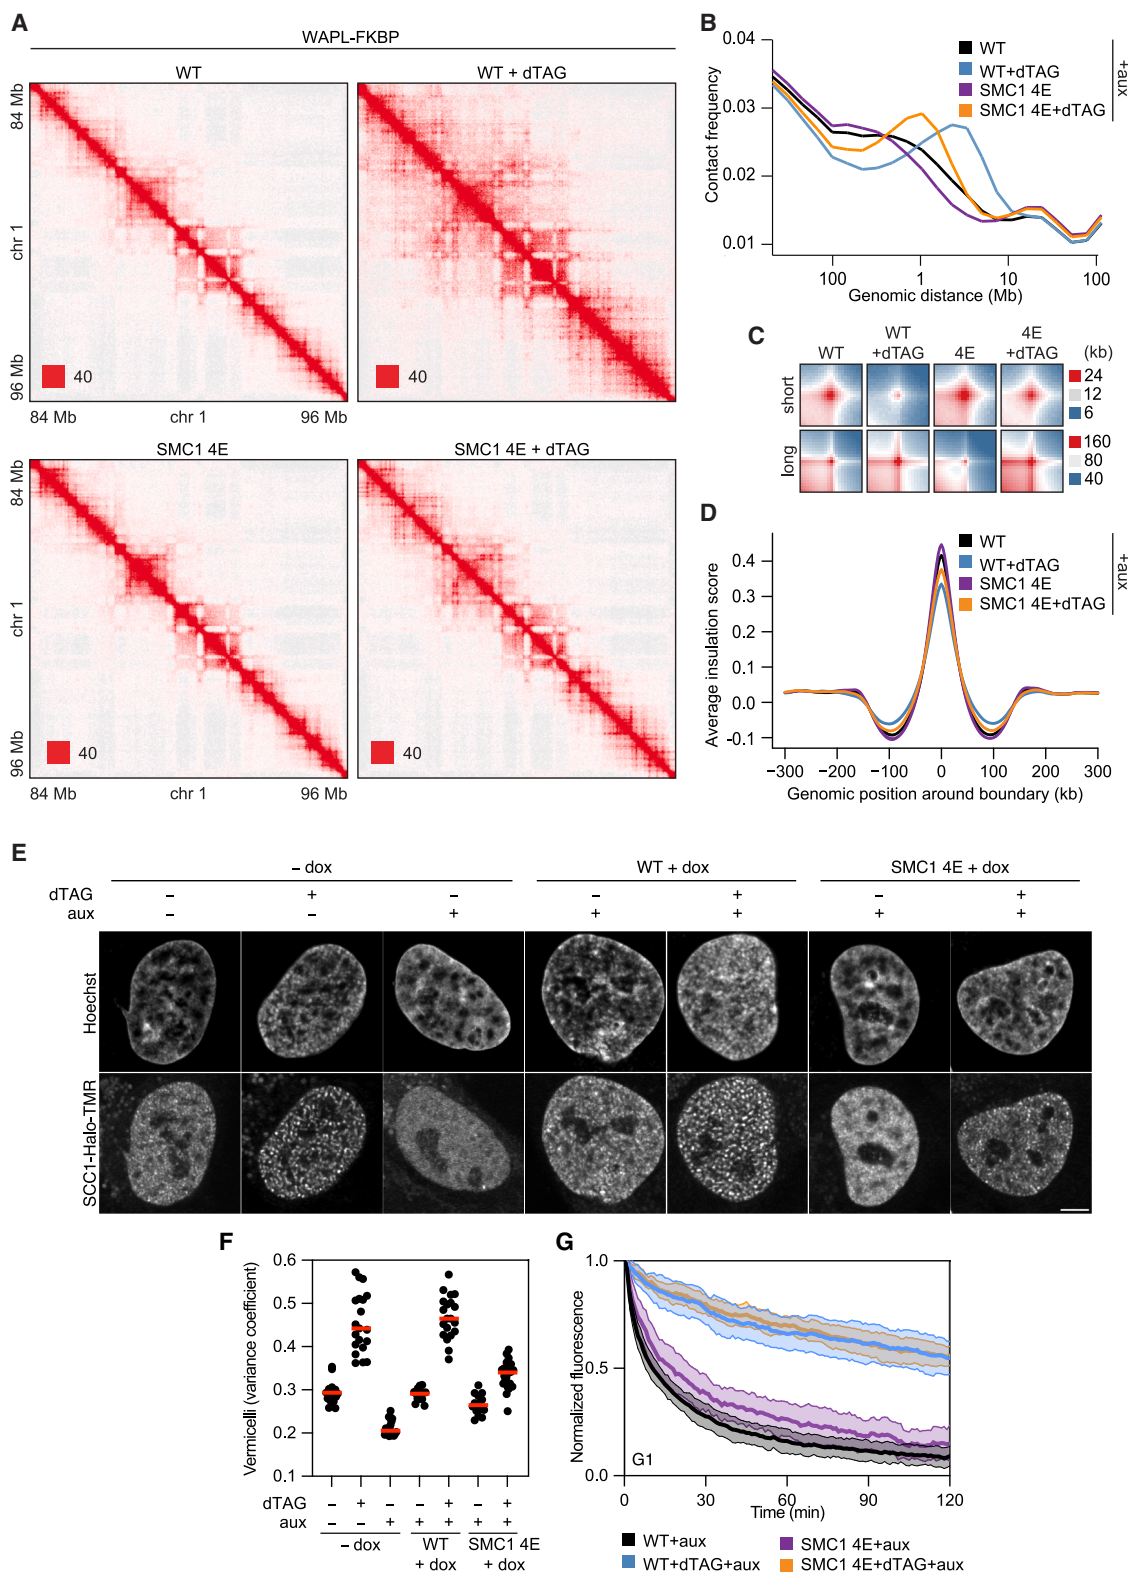 A
WAPL-FKBP
WT
WT + dTAG
84 Mb
chr 1
96 Mb
40
40
84 Mb
chr 1
96 Mb
SMC1 4E
SMC1 4E + dTAG
84 Mb
chr 1
96 Mb
40
40
84 Mb
chr 1
96 Mb
B
0.04
0.03
0.02
0.01
Contact frequency
WT
WT+dTAG
SMC1 4E
SMC1 4E+dTAG
+aux
100
1
10
100
Genomic distance (Mb)
C
WT
WT +dTAG
4E
4E +dTAG
(kb)
short
24
12
6
long
160
80
40
D
0.4
0.3
0.2
0.1
0.0
-0.1
Average insulation score
WT
WT+dTAG
SMC1 4E
SMC1 4E+dTAG
+aux
−300
−200
−100
0
100
200
300
Genomic position around boundary (kb)
E
– dox
WT + dox
SMC1 4E + dox
dTAG – + – – + – +
aux – – + + + + +
Hoechst
SCC1-Halo-TMR
F
0.6
0.5
0.4
0.3
0.2
0.1
Vermicelli (variance coefficient)
dTAG – + – – + – +
aux – – + + + + +
– dox
WT + dox
SMC1 4E + dox
G
1.0
0.5
0.0
Normalized fluorescence
G1
0
30
60
90
120
Time (min)
WT+aux
SMC1 4E+aux
WT+dTAG+aux
SMC1 4E+dTAG+aux